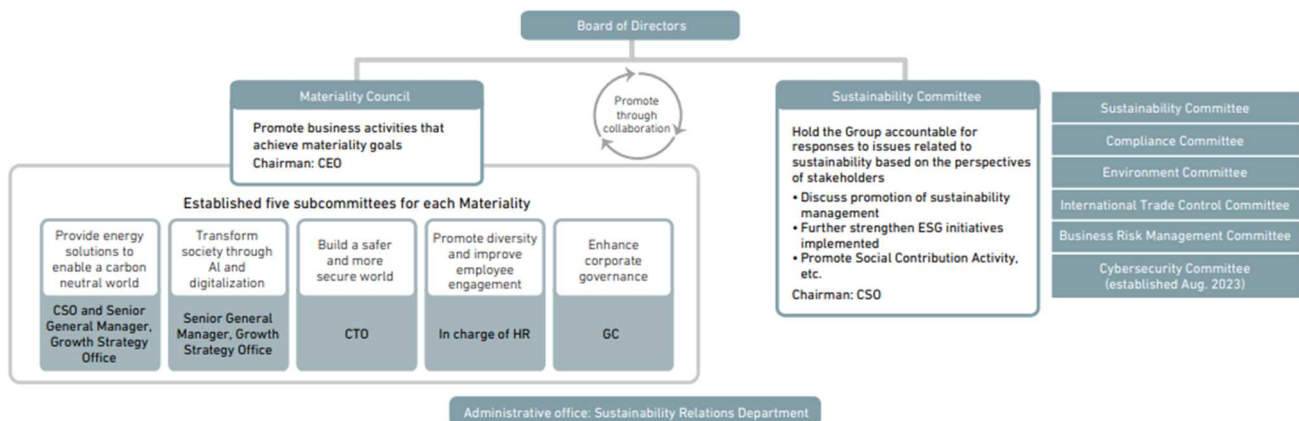 Board of Directors
Materiality Council
Promote business activities that
achieve materiality goals
Chairman: CEO
Promote
through
collaboration
Sustainability Committee
Hold the Group accountable for
responses to issues related to
sustainability based on the perspectives
of stakeholders
• Discuss promotion of sustainability
management
• Further strengthen ESG initiatives
implemented
• Promote Social Contribution Activity,
etc.
Chairman: CSO
Sustainability Committee
Compliance Committee
Environment Committee
International Trade Control Committee
Business Risk Management Committee
Cybersecurity Committee
(established Aug. 2023)
Established five subcommittees for each Materiality
Provide energy
solutions to
enable a carbon
neutral world
CSO and Senior
General Manager,
Growth Strategy
Office
Transform
society through
AI and
digitalization
Senior General
Manager, Growth
Strategy Office
Build a safer
and more
secure world
CTO
Promote diversity
and improve
employee
engagement
In charge of HR
Enhance
corporate
governance
GC
Administrative office: Sustainability Relations Department